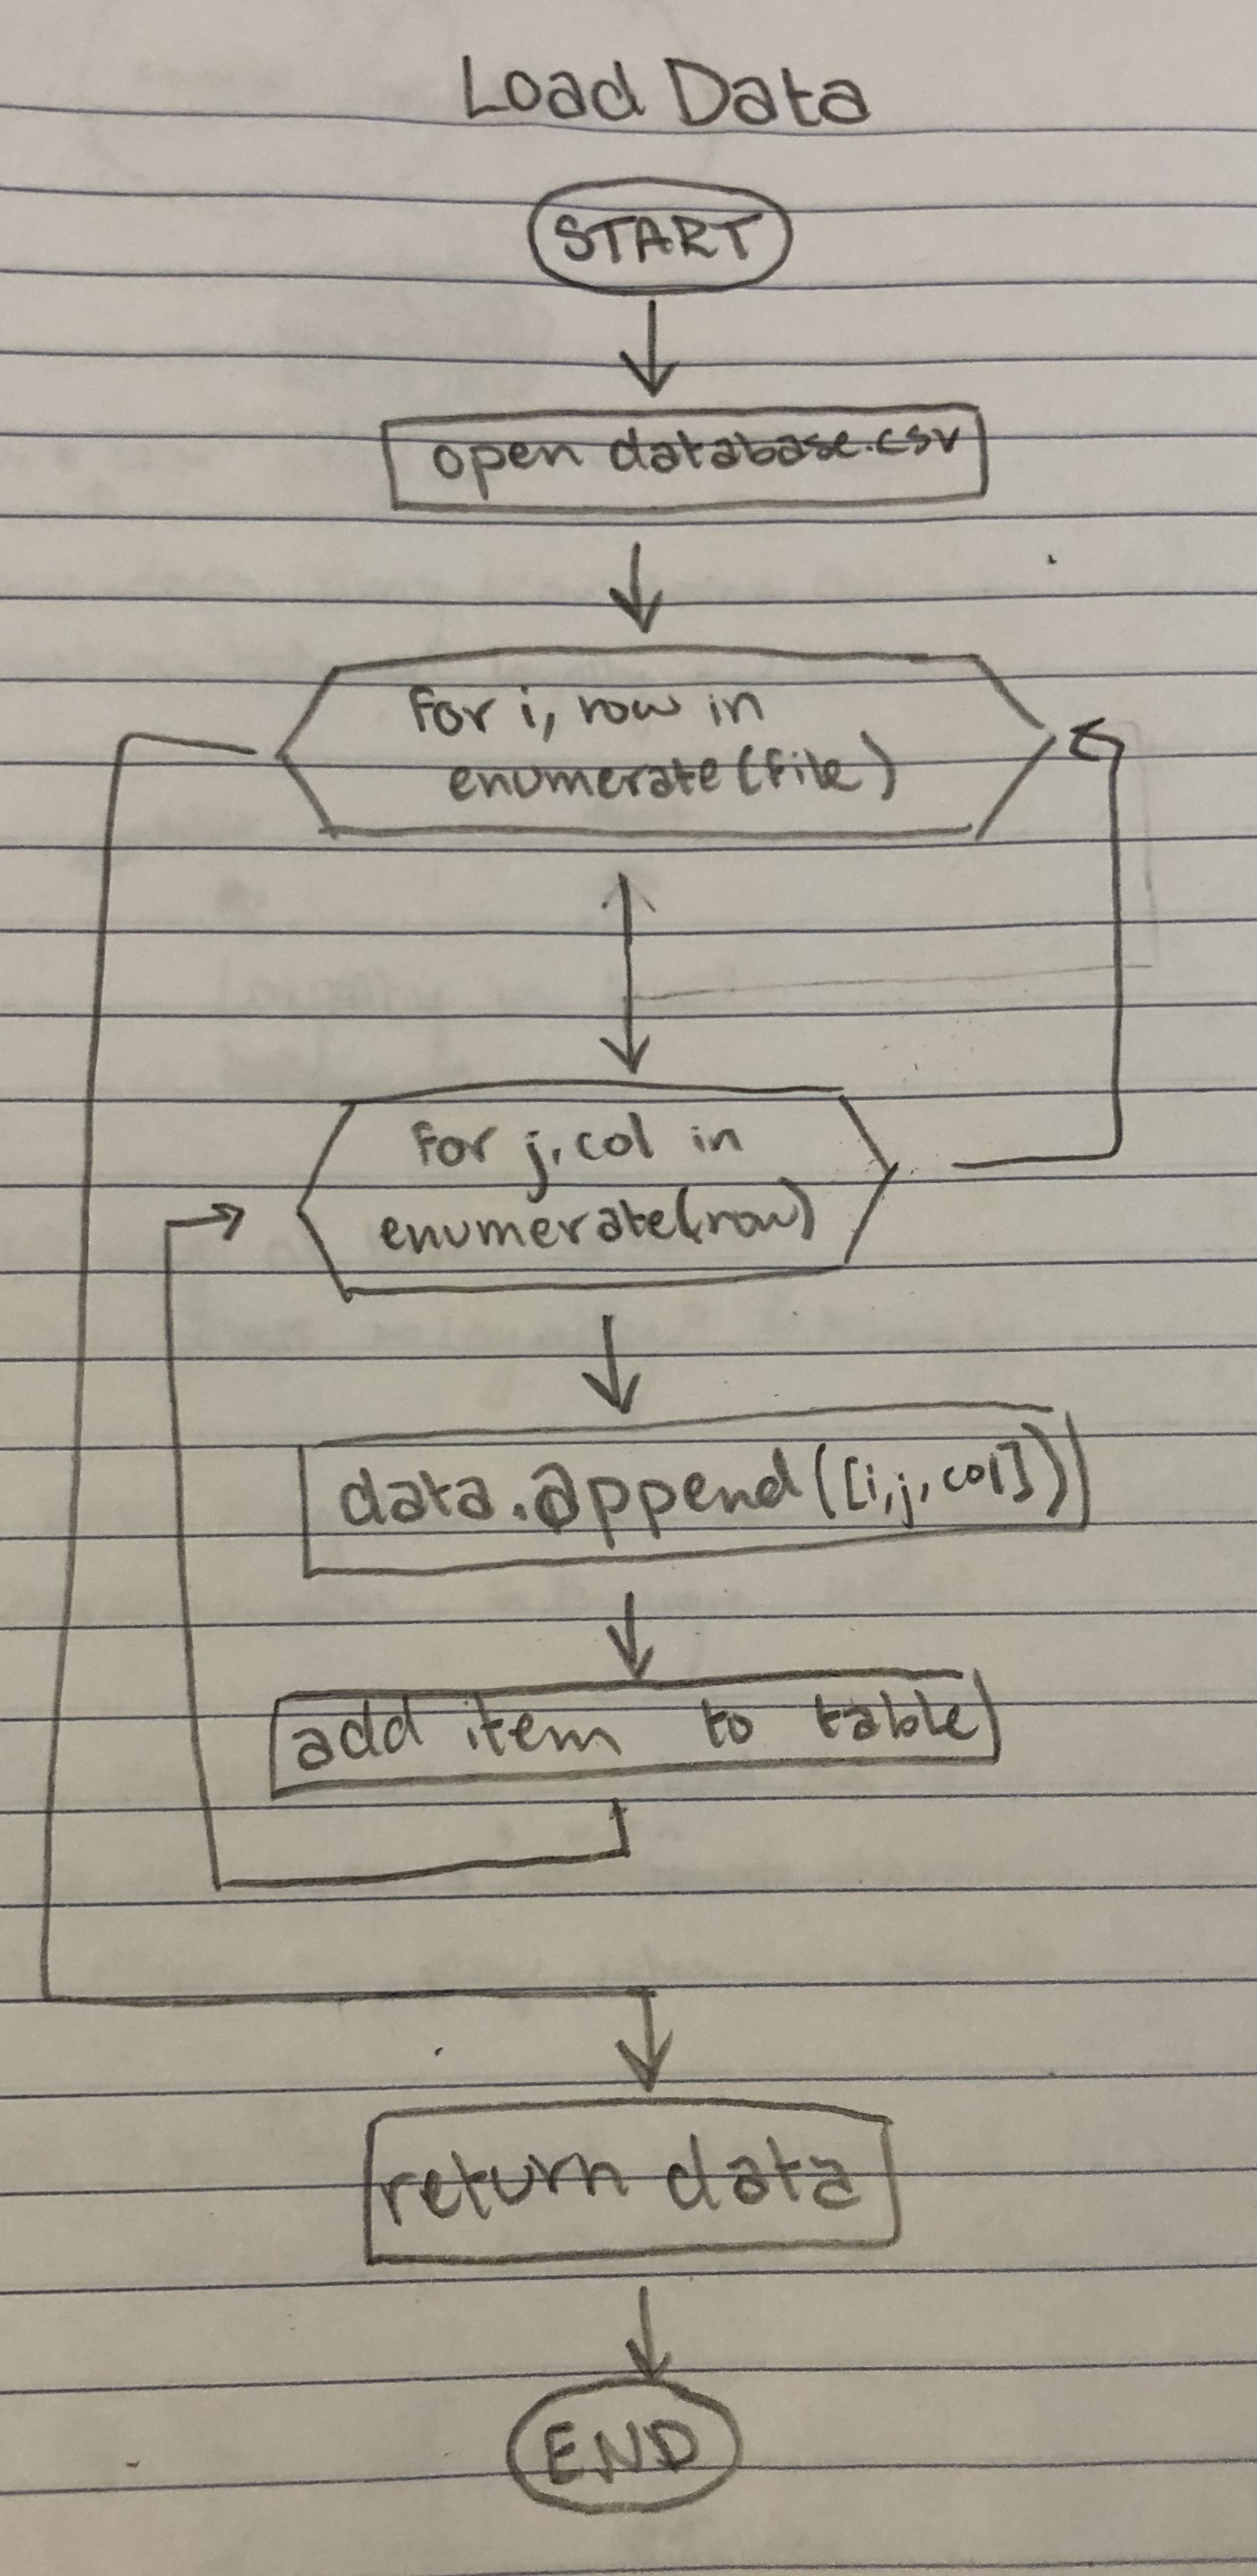 Load Data
START
open database.csv
for i, row in
enumerate(file)
for j, col in
enumerate(row)
data.append([i,j,col])
add item to table
return data
END